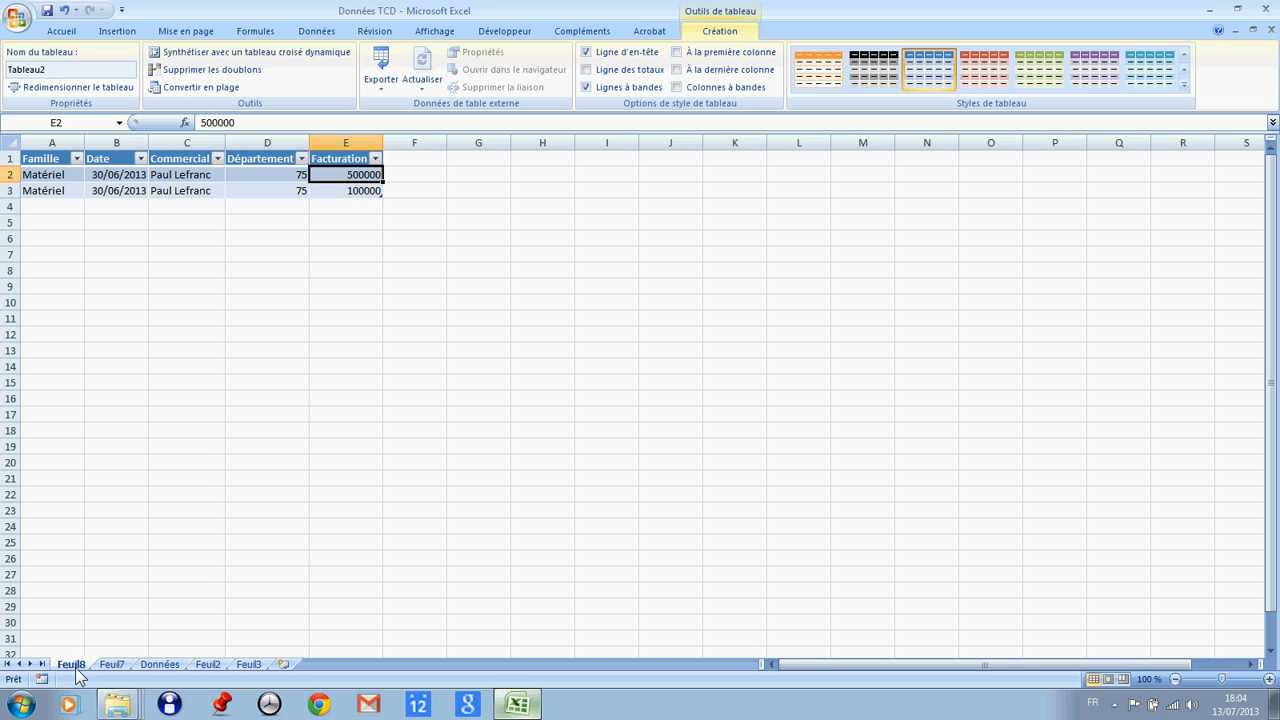 Données TCD - Microsoft Excel
Outils de tableau
Accueil Insertion Mise en page Formules Données Révision Affichage Développeur Compléments Acrobat Création
Nom du tableau :
Tableau2
Redimensionner le tableau
Propriétés
Synthétiser avec un tableau croisé dynamique
Supprimer les doublons
Convertir en plage
Outils
Exporter Actualiser
Propriétés
Ouvrir dans le navigateur
Supprimer la liaison
Données de table externe
Ligne d'en-tête À la première colonne
Ligne des totaux À la dernière colonne
Lignes à bandes Colonnes à bandes
Options de style de tableau
Styles de tableau
E2 fx 500000
A B C D E F G H I J K L M N O P Q R S
1 Famille Date Commercial Département Facturation
2 Matériel 30/06/2013 Paul Lefranc 75 500000
3 Matériel 30/06/2013 Paul Lefranc 75 100000
4
5
6
7
8
9
10
11
12
13
14
15
16
17
18
19
20
21
22
23
24
25
26
27
28
29
30
31
32
Feuil8 Feuil7 Données Feuil2 Feuil3
Prêt 100 %
12 g FR 18:04
13/07/2013